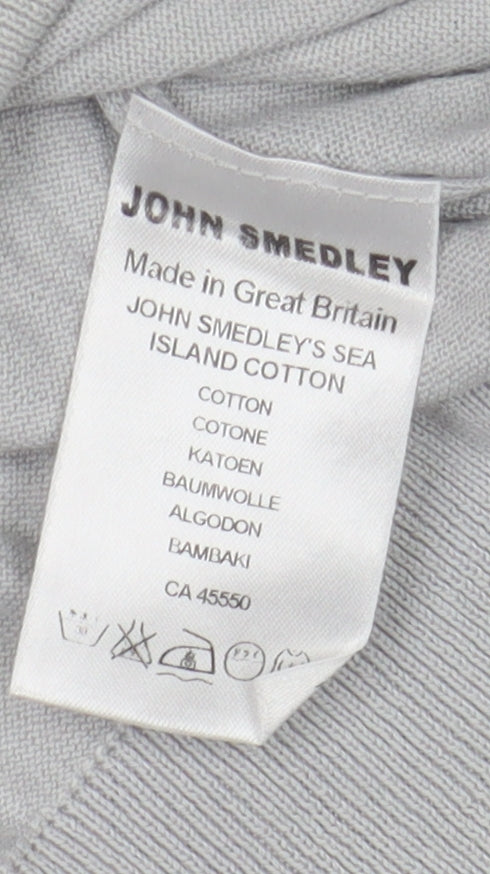 JOHN SMEDLEY
Made in Great Britain
JOHN SMEDLEY'S SEA
ISLAND COTTON
COTTON
COTONE
KATOEN
BAUMWOLLE
ALGODON
BAMBAKI
CA 45550